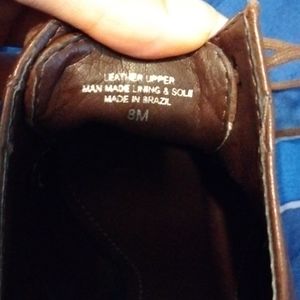 LEATHER UPPER
MAN MADE LINING & SOLE
MADE IN BRAZIL
8M